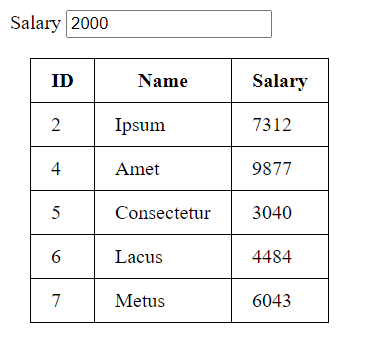 Salary 2000
ID Name Salary
2 Ipsum 7312
4 Amet 9877
5 Consectetur 3040
6 Lacus 4484
7 Metus 6043